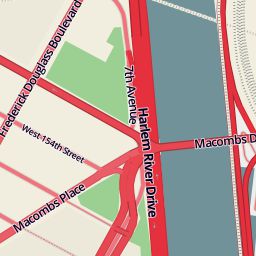 Frederick Douglass Boulevard
7th Avenue
Harlem River Drive
Macombs D
West 154th Street
Macombs Place